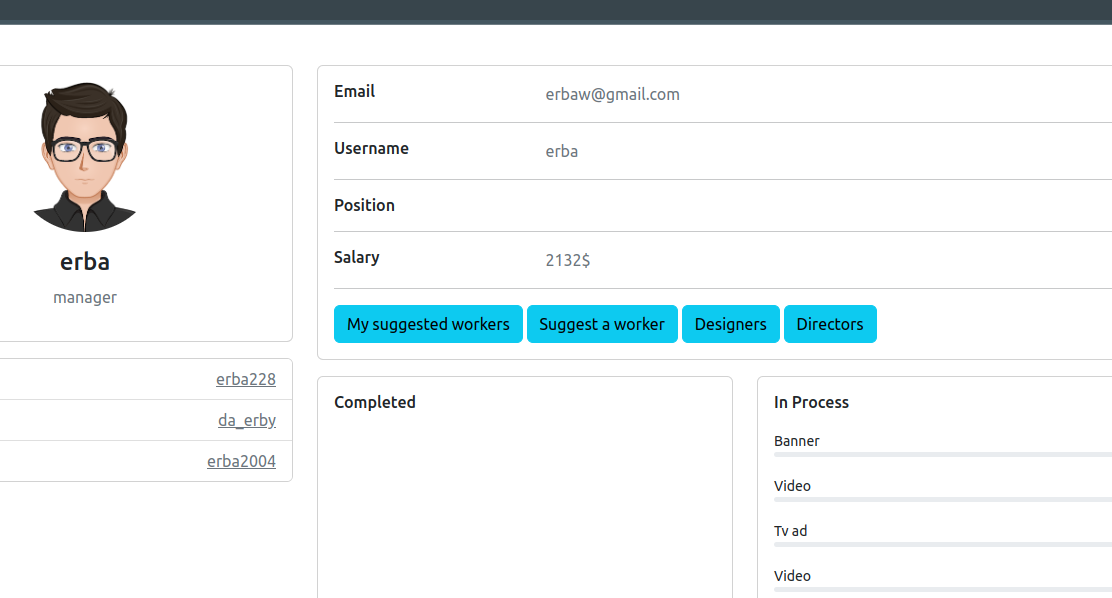 erba
manager
erba228
da_erby
erba2004
Email erbaw@gmail.com
Username erba
Position
Salary 2132$
My suggested workers Suggest a worker Designers Directors
Completed
In Process
Banner
Video
Tv ad
Video